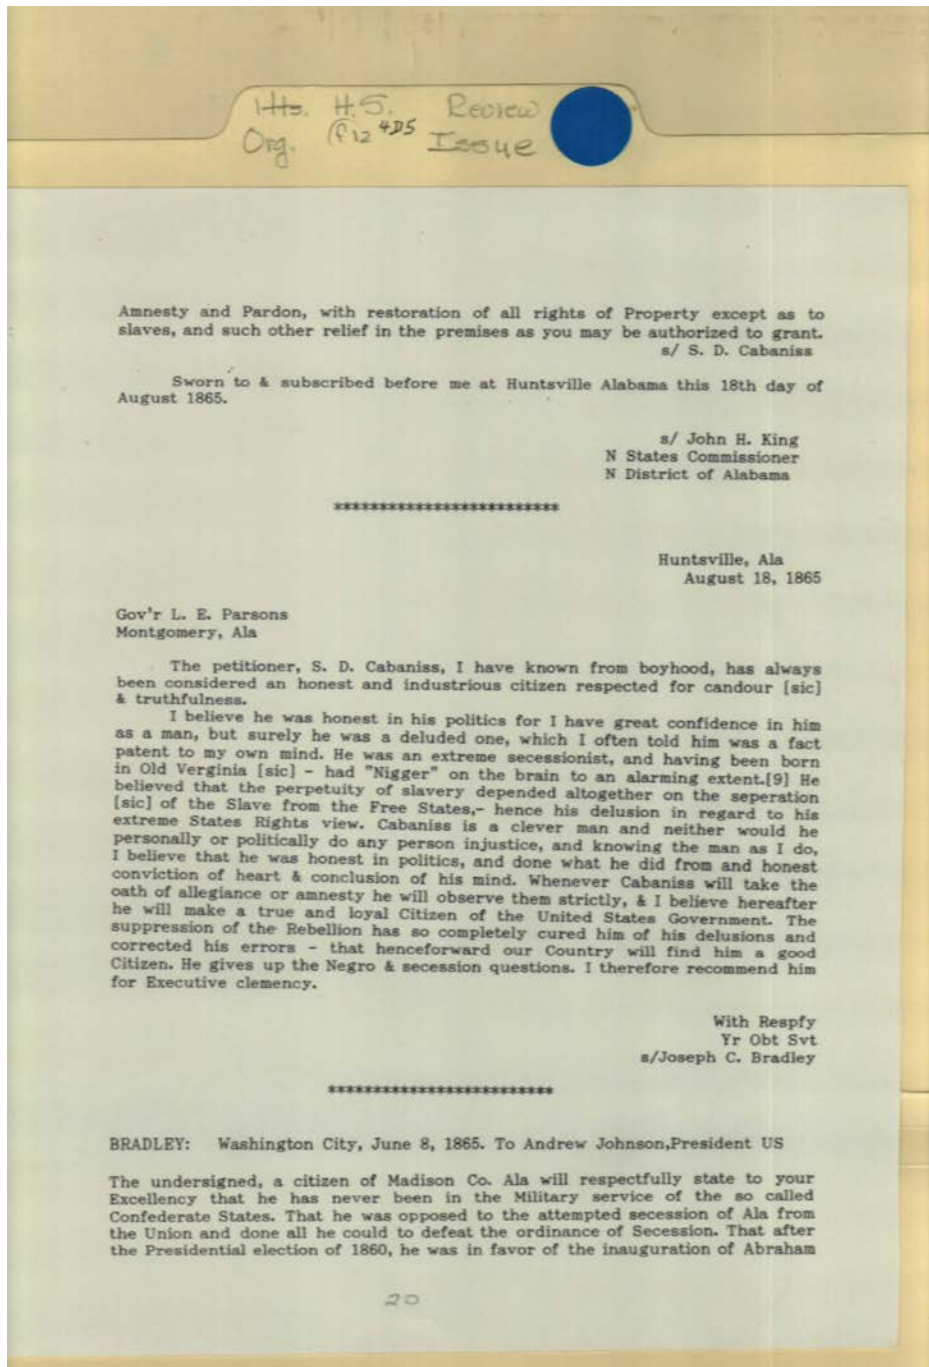 Hts. H.S. Review
Org. (f12 4D5 Issue
Amnesty and Pardon, with restoration of all rights of Property except as to
slaves, and such other relief in the premises as you may be authorized to grant.
s/ S. D. Cabaniss
Sworn to & subscribed before me at Huntsville Alabama this 18th day of
August 1865.
s/ John H. King
N States Commissioner
N District of Alabama
*************************
Huntsville, Ala
August 18, 1865
Gov'r L. E. Parsons
Montgomery, Ala
The petitioner, S. D. Cabaniss, I have known from boyhood, has always
been considered an honest and industrious citizen respected for candour [sic]
& truthfulness.
I believe he was honest in his politics for I have great confidence in him
as a man, but surely he was a deluded one, which I often told him was a fact
patent to my own mind. He was an extreme secessionist, and having been born
in Old Verginia [sic] - had "Nigger" on the brain to an alarming extent.[9] He
believed that the perpetuity of slavery depended altogether on the seperation
[sic] of the Slave from the Free States,- hence his delusion in regard to his
extreme States Rights view. Cabaniss is a clever man and neither would he
personally or politically do any person injustice, and knowing the man as I do,
I believe that he was honest in politics, and done what he did from and honest
conviction of heart & conclusion of his mind. Whenever Cabaniss will take the
oath of allegiance or amnesty he will observe them strictly, & I believe hereafter
he will make a true and loyal Citizen of the United States Government. The
suppression of the Rebellion has so completely cured him of his delusions and
corrected his errors - that henceforward our Country will find him a good
Citizen. He gives up the Negro & secession questions. I therefore recommend him
for Executive clemency.
With Respfy
Yr Obt Svt
s/Joseph C. Bradley
*************************
BRADLEY: Washington City, June 8, 1865. To Andrew Johnson,President US
The undersigned, a citizen of Madison Co. Ala will respectfully state to your
Excellency that he has never been in the Military service of the so called
Confederate States. That he was opposed to the attempted secession of Ala from
the Union and done all he could to defeat the ordinance of Secession. That after
the Presidential election of 1860, he was in favor of the inauguration of Abraham
20